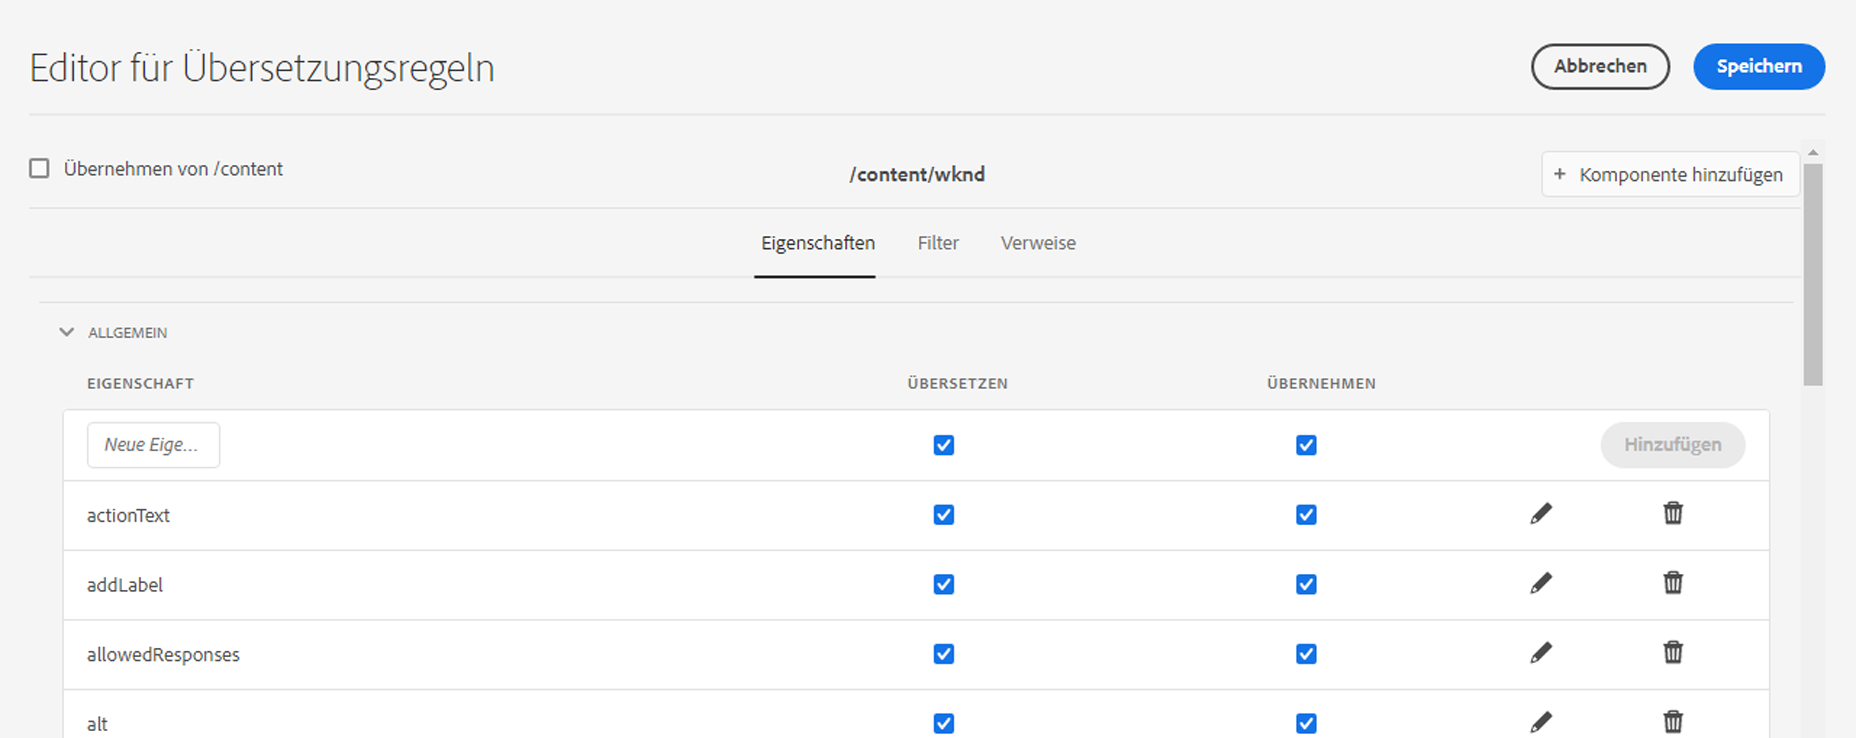 Editor für Übersetzungsregeln
Abbrechen
Speichern
Übernehmen von /content
/content/wknd
+ Komponente hinzufügen
Eigenschaften Filter Verweise
ALLGEMEIN
EIGENSCHAFT ÜBERSETZEN ÜBERNEHMEN
Neue Eige...
Hinzufügen
actionText
addLabel
allowedResponses
alt